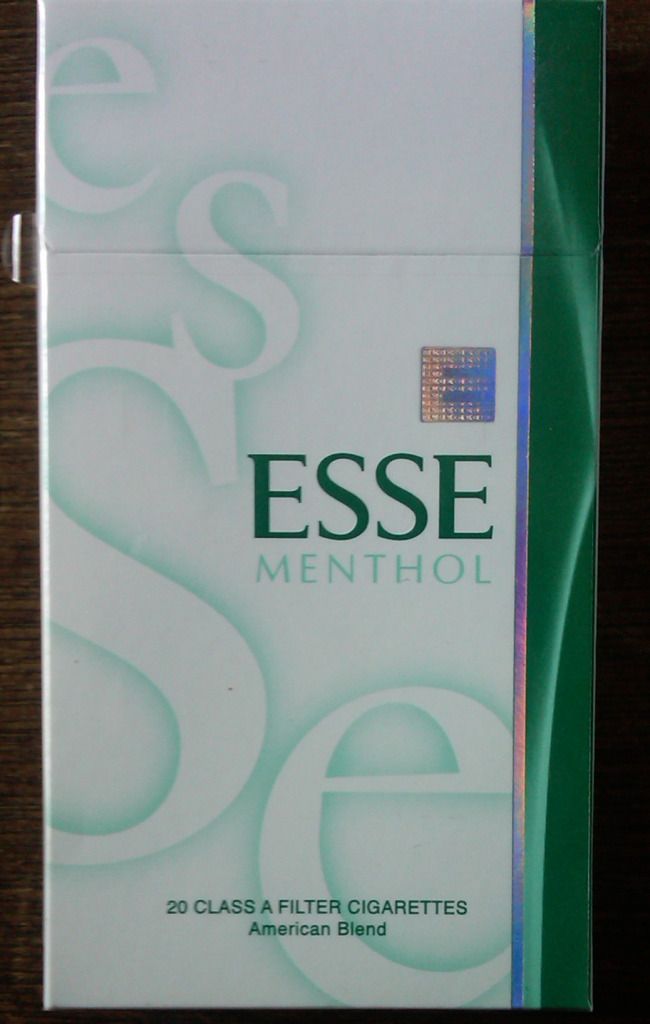 e
s
s
e
ESSE
MENTHOL
20 CLASS A FILTER CIGARETTES
American Blend